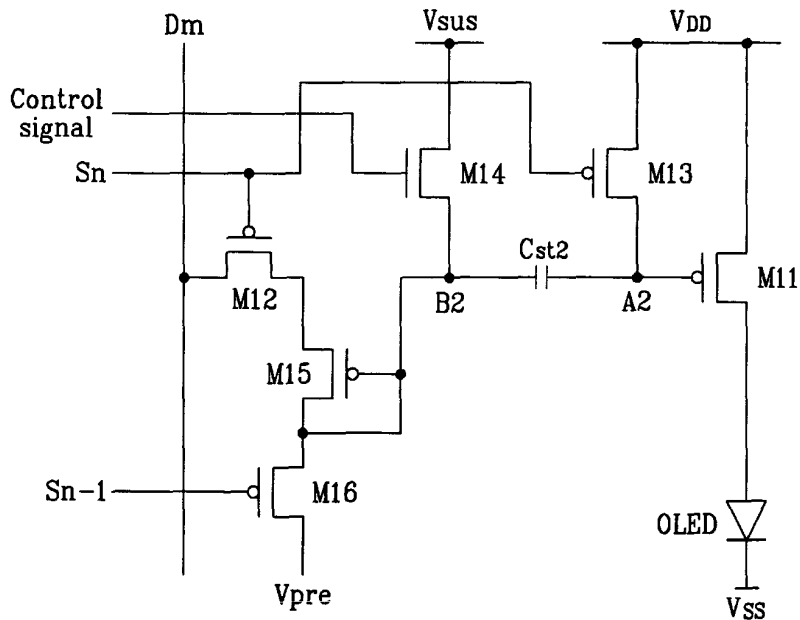 Dm
Vsus
VDD
Control
signal
Sn
M14
M13
M12
Cst2
B2
A2
M11
M15
Sn-1
M16
OLED
Vpre
VSS